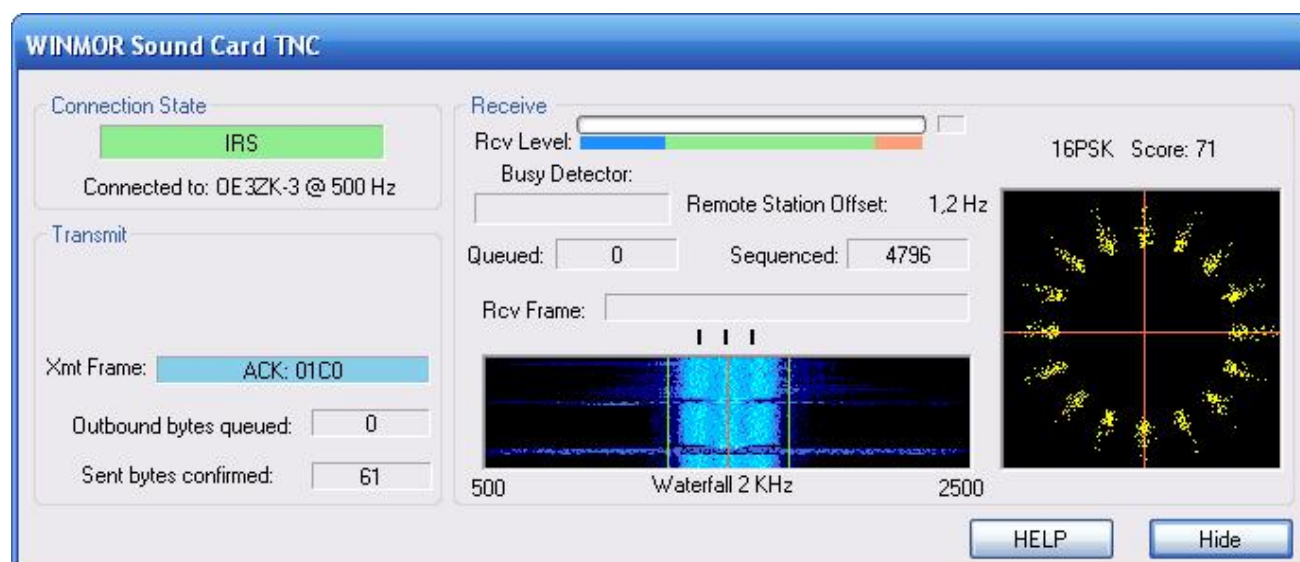 WINMOR Sound Card TNC
Connection State
IRS
Connected to: OE3ZK-3 @ 500 Hz
Transmit
Xmt Frame: ACK: 01C0
Outbound bytes queued: 0
Sent bytes confirmed: 61
Receive
Rcv Level:
Busy Detector:
Remote Station Offset: 1,2 Hz
Queued: 0 Sequenced: 4796
Rcv Frame:
500 Waterfall 2 KHz 2500
16PSK Score: 71
HELP Hide